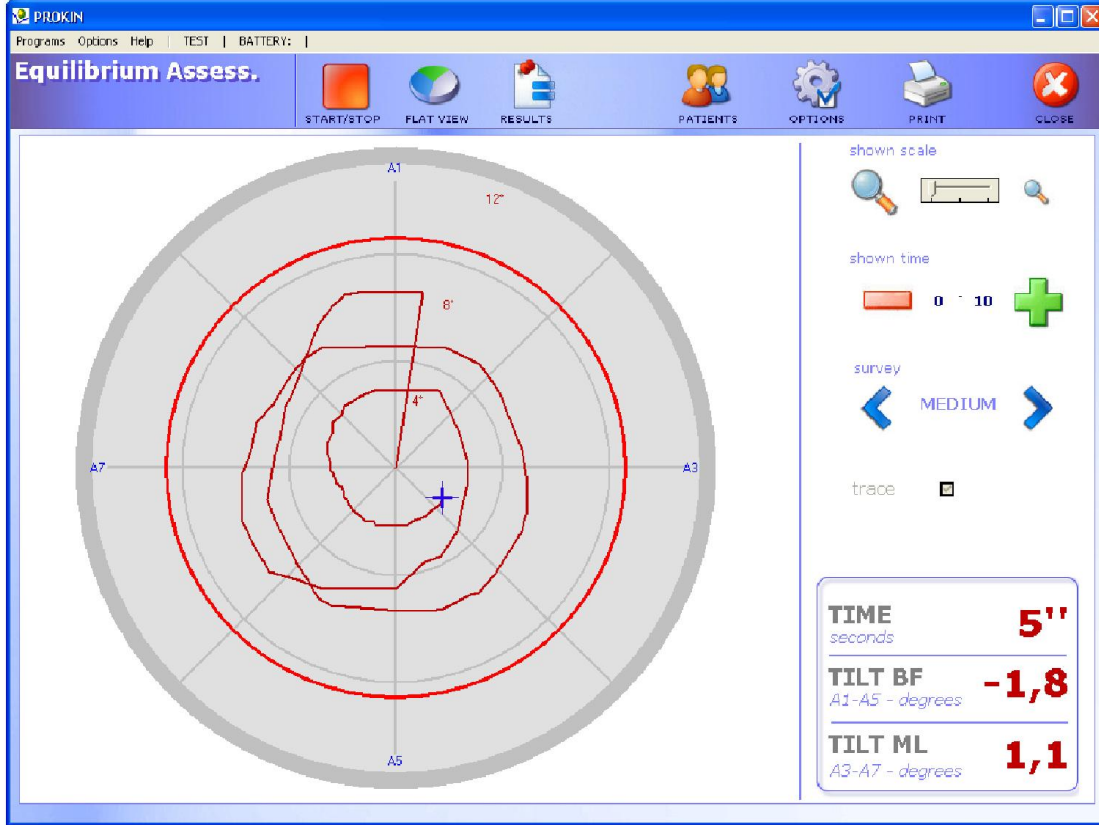 PROKIN
Programs Options Help | TEST | BATTERY: |
Equilibrium Assess.
START/STOP FLAT VIEW RESULTS PATIENTS OPTIONS PRINT CLOSE
shown scale
A1
12°
shown time
8°
0 - 10
survey
4°
MEDIUM
A7 A3
trace
A5
TIME 5''
seconds
TILT BF -1,8
A1-A5 - degrees
TILT ML 1,1
A3-A7 - degrees